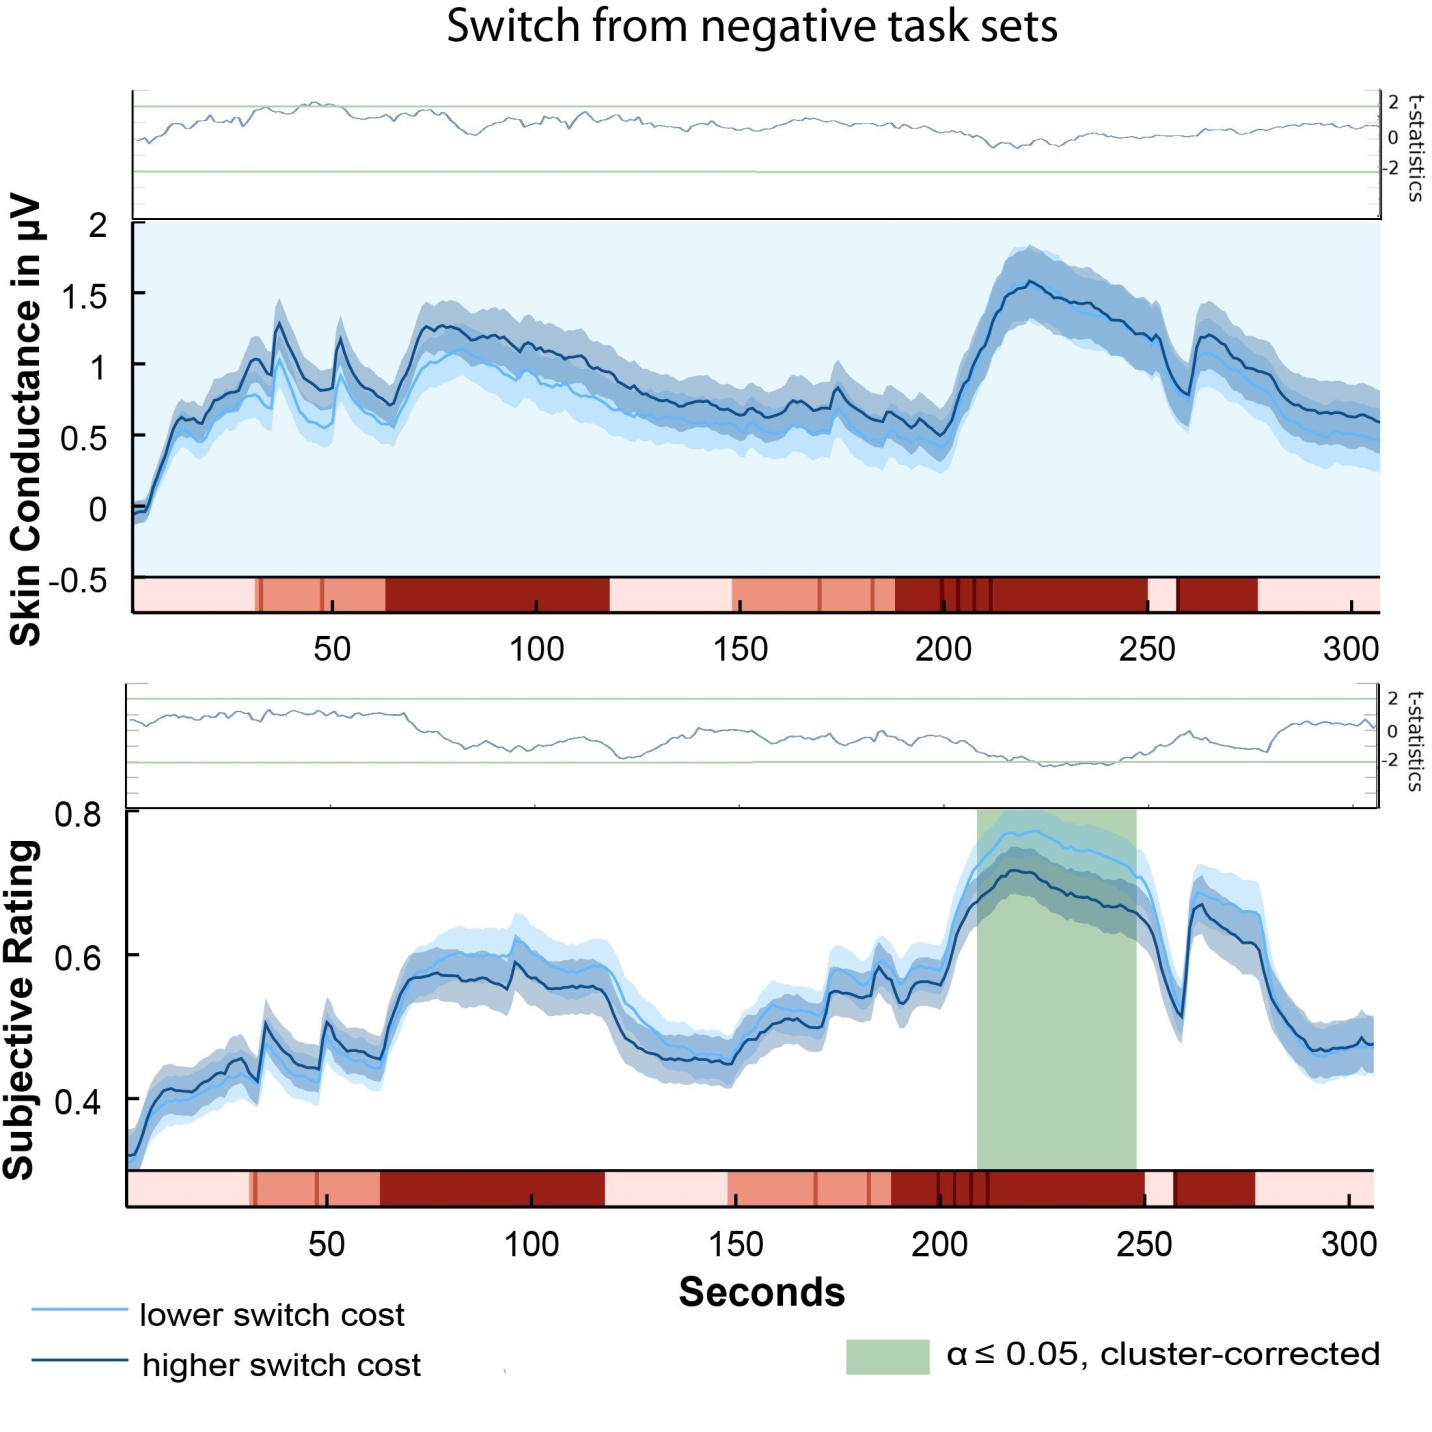 Switch from negative task sets
2
0
-2
t-statistics
Skin Conductance in μV
2
1.5
1
0.5
0
-0.5
50 100 150 200 250 300
2
0
-2
t-statistics
Subjective Rating
0.8
0.6
0.4
50 100 150 200 250 300
Seconds
lower switch cost
higher switch cost
α ≤ 0.05, cluster-corrected